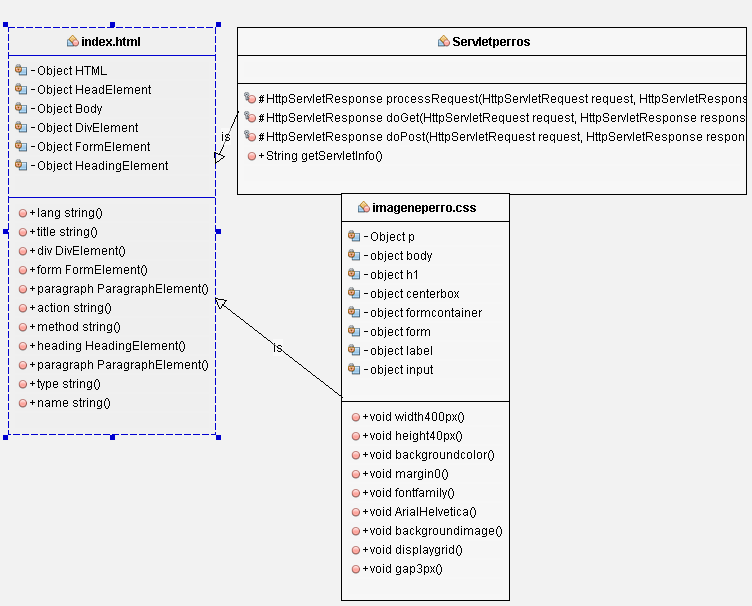 index.html
- Object HTML
- Object HeadElement
- Object Body
- Object DivElement
- Object FormElement
- Object HeadingElement
+ lang string()
+ title string()
+ div DivElement()
+ form FormElement()
+ paragraph ParagraphElement()
+ action string()
+ method string()
+ heading HeadingElement()
+ paragraph ParagraphElement()
+ type string()
+ name string()
is
is
Servletperros
# HttpServletResponse processRequest(HttpServletRequest request, HttpServletRespons
# HttpServletResponse doGet(HttpServletRequest request, HttpServletResponse respons
# HttpServletResponse doPost(HttpServletRequest request, HttpServletResponse respon
+ String getServletInfo()
imageneperro.css
- Object p
- object body
- object h1
- object centerbox
- object formcontainer
- object form
- object label
- object input
+ void width400px()
+ void height40px()
+ void backgroundcolor()
+ void margin0()
+ void fontfamily()
+ void ArialHelvetica()
+ void backgroundimage()
+ void displaygrid()
+ void gap3px()